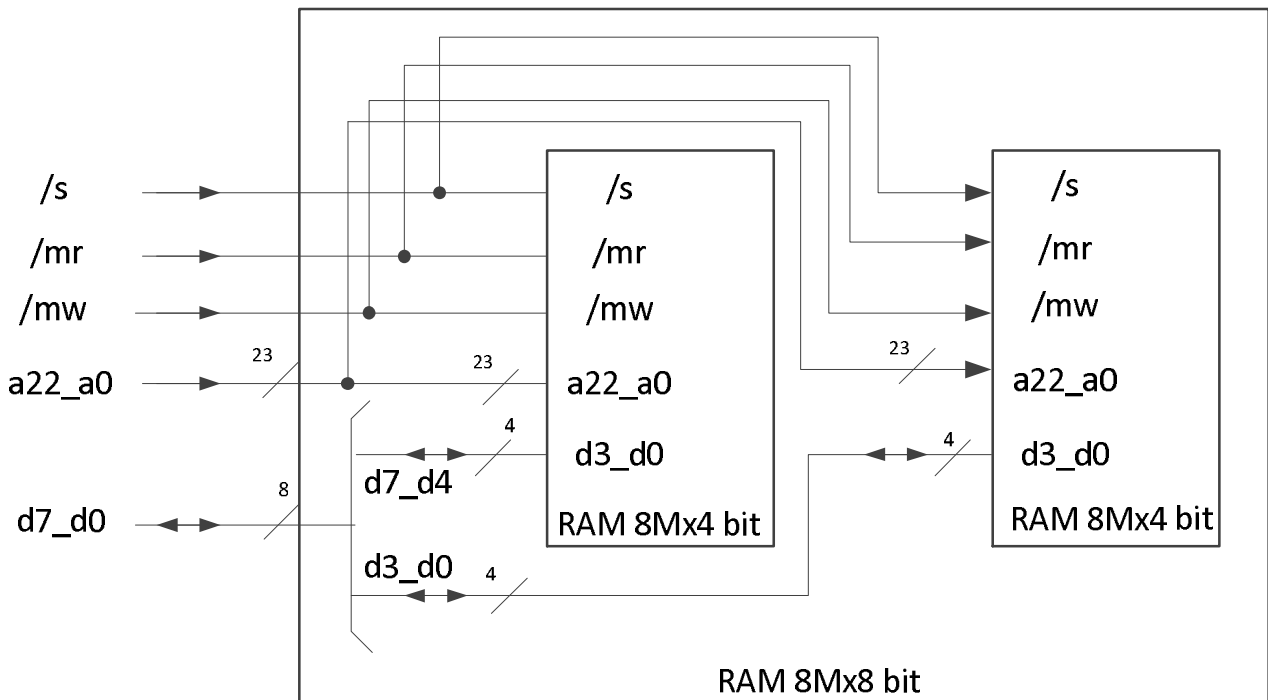 /s
/mr
/mw
a22_a0
d7_d0
23
8
23
4
d7_d4
d3_d0
4
/s
/mr
/mw
a22_a0
d3_d0
RAM 8Mx4 bit
23
4
/s
/mr
/mw
a22_a0
d3_d0
RAM 8Mx4 bit
RAM 8Mx8 bit